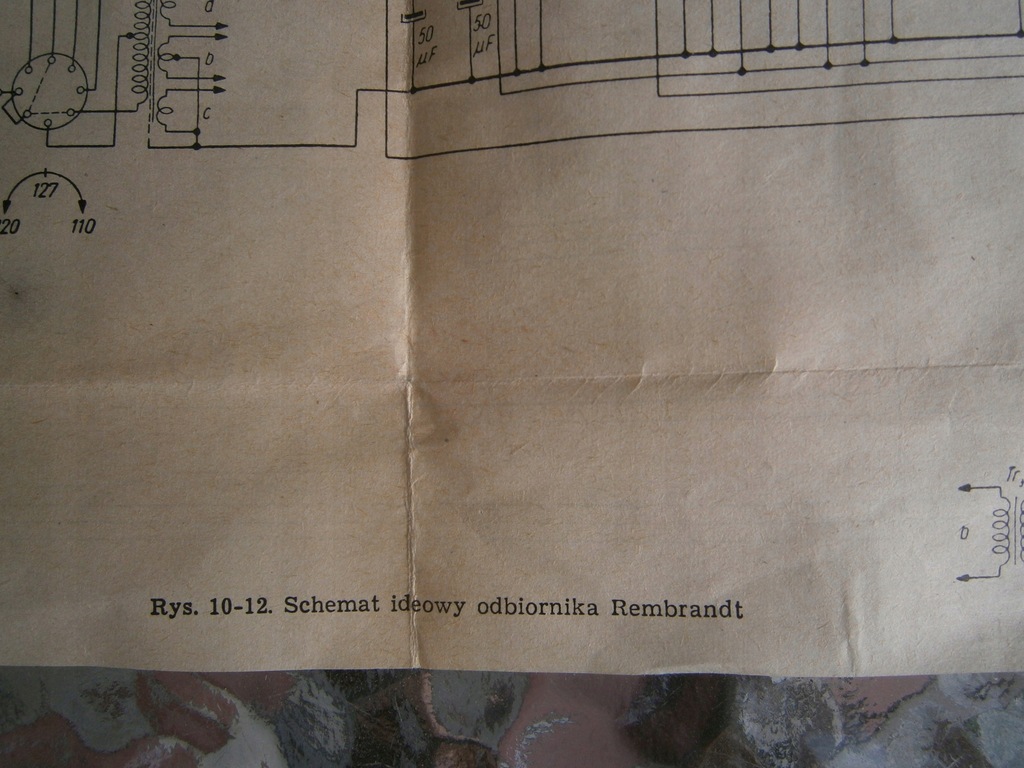 d
50
μF
50
μF
b
c
127
20
110
Tr
D
Rys. 10-12. Schemat ideowy odbiornika Rembrandt